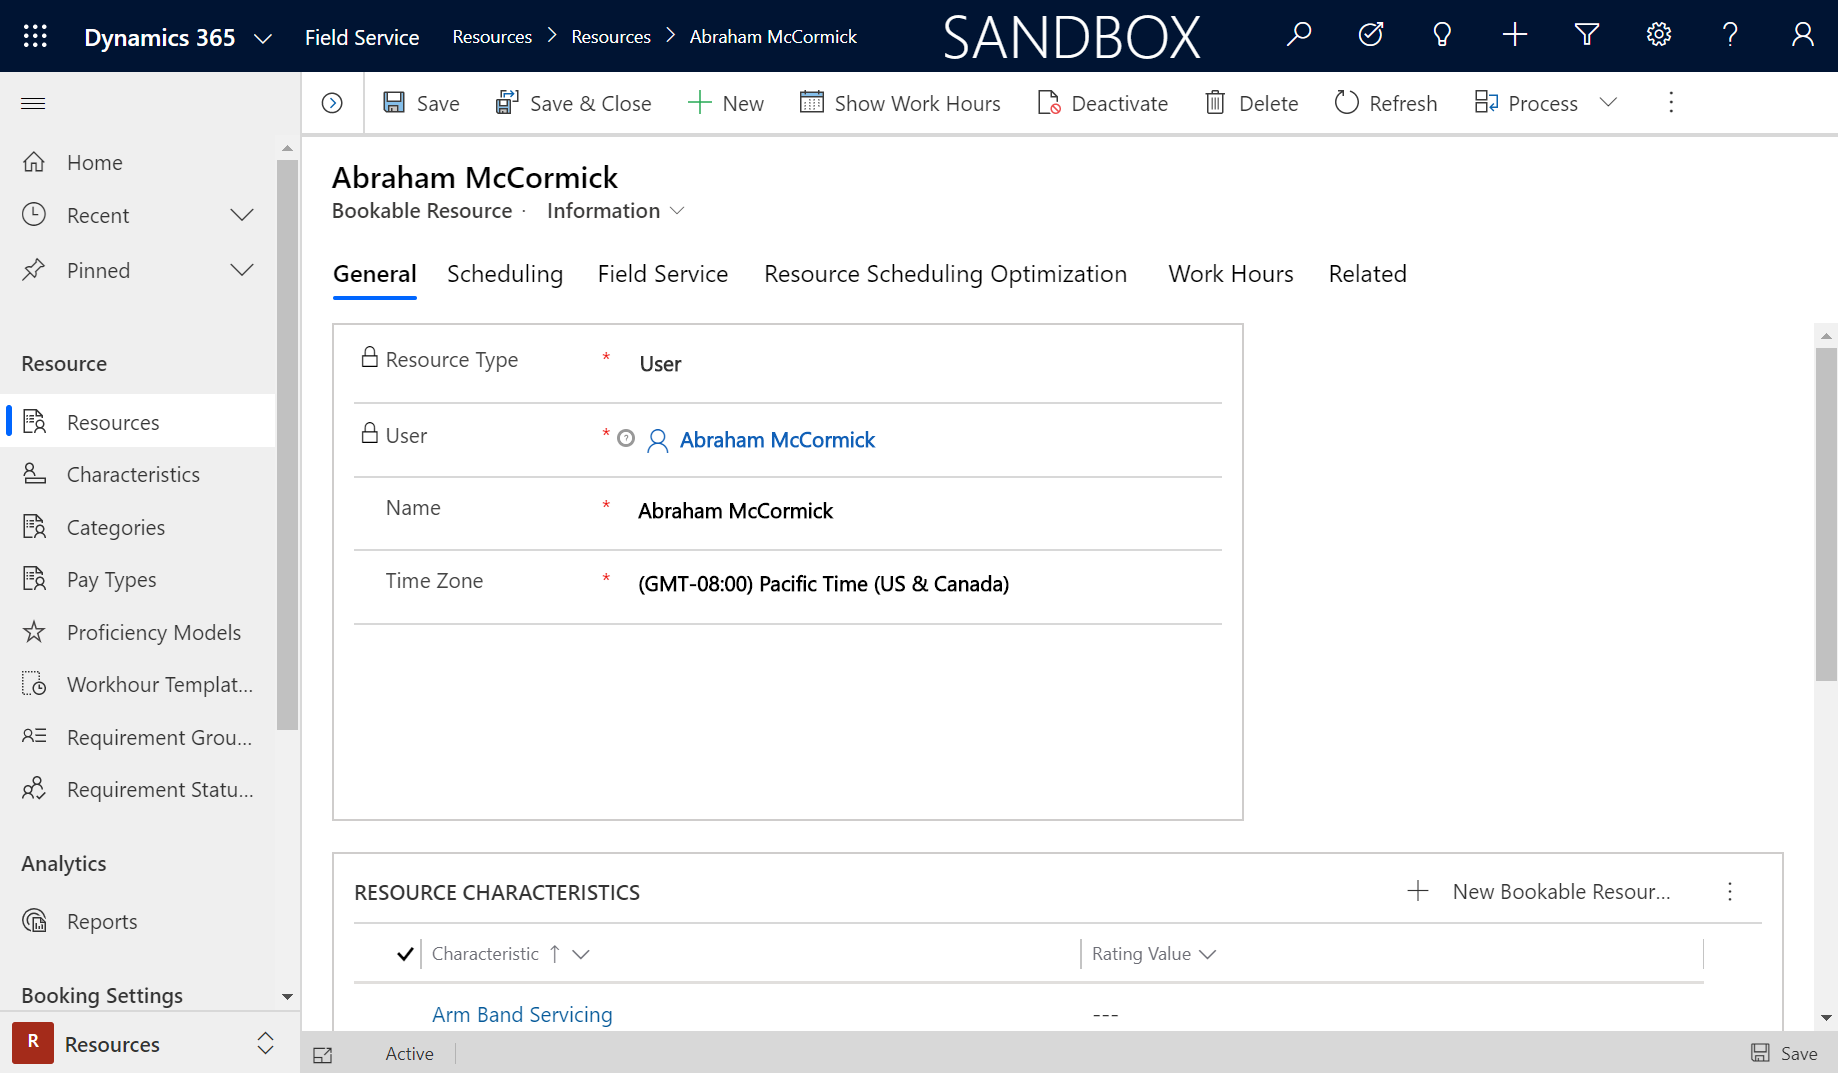 Dynamics 365 Field Service Resources > Resources > Abraham McCormick SANDBOX
Save Save & Close New Show Work Hours Deactivate Delete Refresh Process
Home
Recent
Pinned
Resource
Resources
Characteristics
Categories
Pay Types
Proficiency Models
Workhour Templat...
Requirement Grou...
Requirement Statu...
Analytics
Reports
Booking Settings
R Resources
Abraham McCormick
Bookable Resource · Information
General Scheduling Field Service Resource Scheduling Optimization Work Hours Related
Resource Type * User
User * Abraham McCormick
Name * Abraham McCormick
Time Zone * (GMT-08:00) Pacific Time (US & Canada)
RESOURCE CHARACTERISTICS New Bookable Resour...
Characteristic Rating Value
Arm Band Servicing ---
Active Save